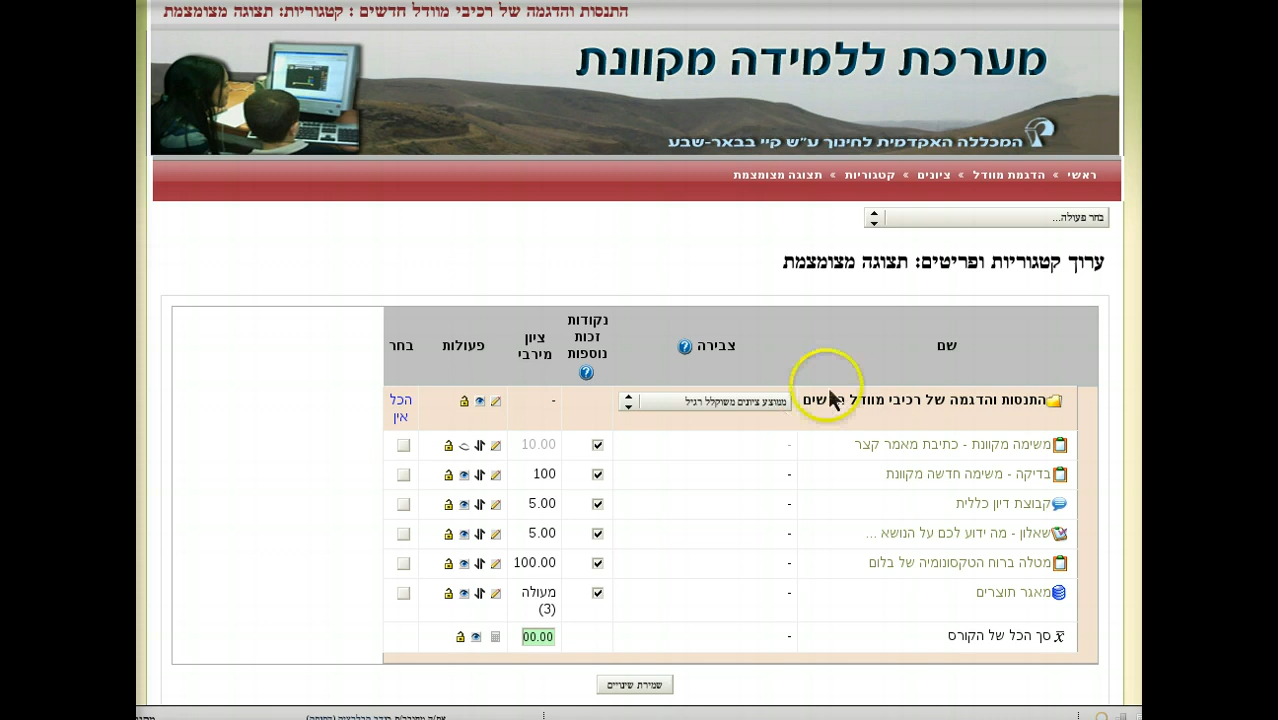 התנסות והדגמה של רכיבי מוודל חדשים : קטגוריות: תצוגה מצומצמת
מערכת ללמידה מקוונת
המכללה האקדמית לחינוך ע״ש קיי בבאר-שבע
ראשי » הדגמת מוודל » ציונים » קטגוריות » תצוגה מצומצמת
בחר פעולה...
ערוך קטגוריות ופריטים: תצוגה מצומצמת
שם צבירה נקודות זכות נוספות ציון מירבי פעולות בחר
התנסות והדגמה של רכיבי מוודל חדשים ממוצע ציונים משוקלל רגיל - הכל
אין
משימה מקוונת - כתיבת מאמר קצר - 10.00
בדיקה - משימה חדשה מקוונת - 100
קבוצת דיון כללית - 5.00
שאלון - מה ידוע לכם על הנושא ... - 5.00
מטלה ברוח הטקסונומיה של בלום - 100.00
מאגר תוצרים - מעולה
(3)
סך הכל של הקורס - 00.00
שמירת שינויים